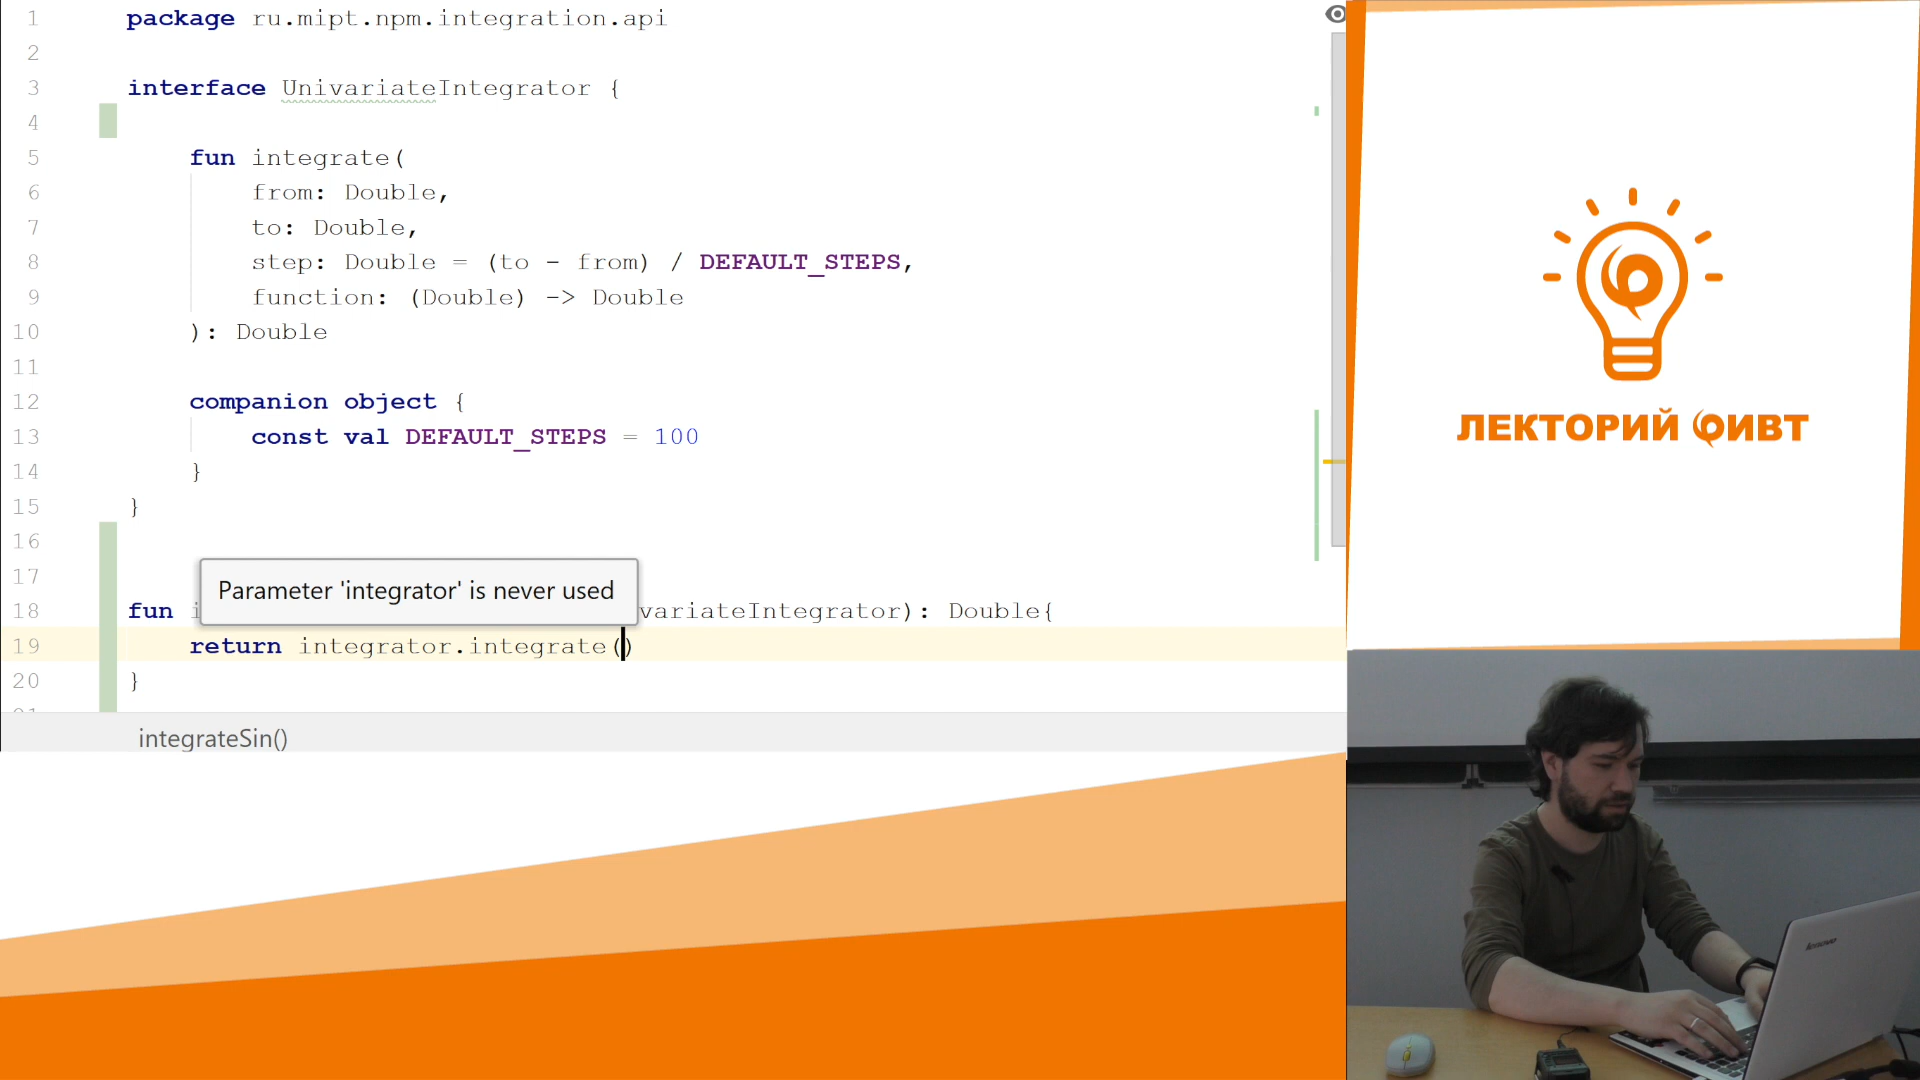 1 package ru.mipt.npm.integration.api
2
3 interface UnivariateIntegrator {
4
5 fun integrate(
6 from: Double,
7 to: Double,
8 step: Double = (to - from) / DEFAULT_STEPS,
9 function: (Double) -> Double
10 ): Double
11
12 companion object {
13 const val DEFAULT_STEPS = 100
14 }
15 }
16
17
Parameter 'integrator' is never used
18 fun i variateIntegrator): Double{
19 return integrator.integrate()
20 }
integrateSin()
ЛЕКТОРИЙ ФИВТ
lenovo